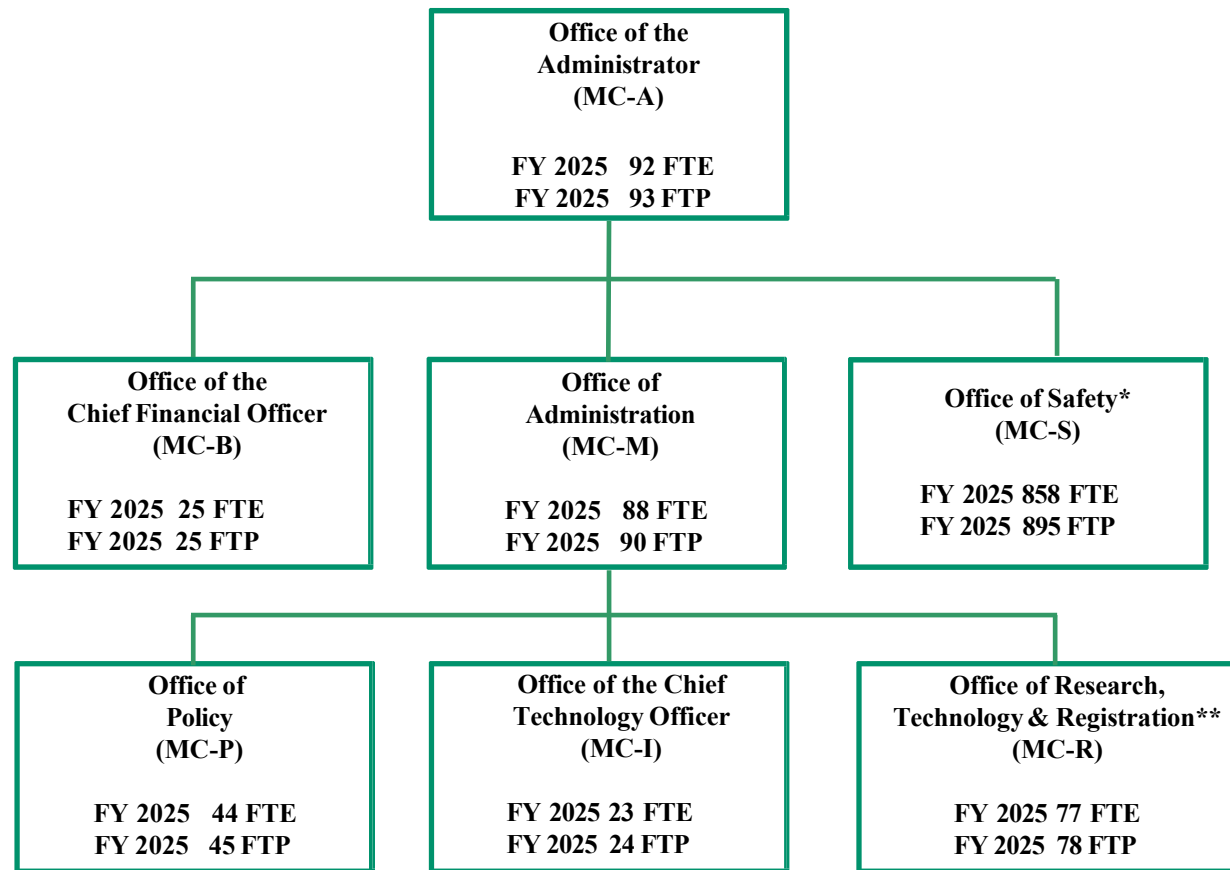 Office of the
Administrator
(MC-A)
FY 2025 92 FTE
FY 2025 93 FTP
Office of the
Chief Financial Officer
(MC-B)
FY 2025 25 FTE
FY 2025 25 FTP
Office of
Administration
(MC-M)
FY 2025 88 FTE
FY 2025 90 FTP
Office of Safety*
(MC-S)
FY 2025 858 FTE
FY 2025 895 FTP
Office of
Policy
(MC-P)
FY 2025 44 FTE
FY 2025 45 FTP
Office of the Chief
Technology Officer
(MC-I)
FY 2025 23 FTE
FY 2025 24 FTP
Office of Research,
Technology & Registration**
(MC-R)
FY 2025 77 FTE
FY 2025 78 FTP